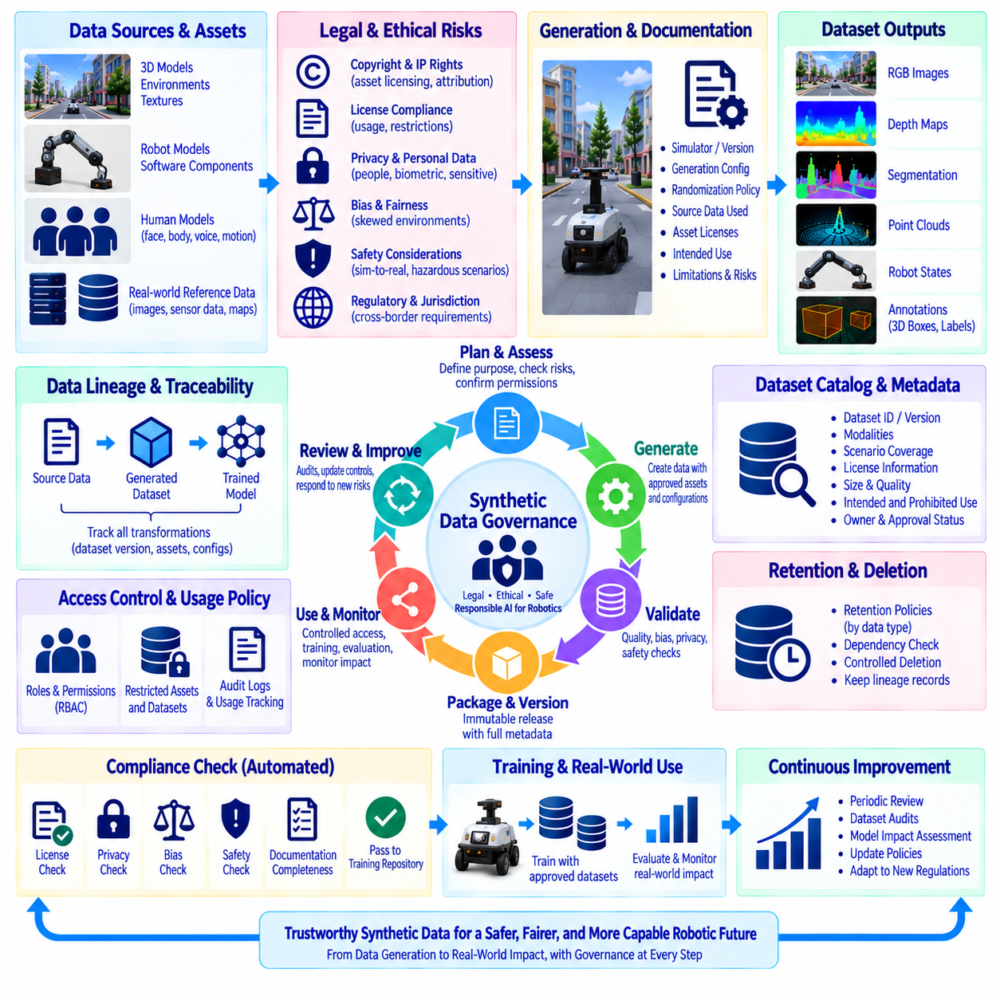 Data Sources & Assets
3D Models
Environments
Textures
Robot Models
Software Components
Human Models
(face, body, voice, motion)
Real-world Reference Data
(images, sensor data, maps)
Legal & Ethical Risks
Copyright & IP Rights
(asset licensing, attribution)
License Compliance
(usage, restrictions)
Privacy & Personal Data
(people, biometric, sensitive)
Bias & Fairness
(skewed environments)
Safety Considerations
(sim-to-real, hazardous scenarios)
Regulatory & Jurisdiction
(cross-border requirements)
Generation & Documentation
• Simulator / Version
• Generation Config
• Randomization Policy
• Source Data Used
• Asset Licenses
• Intended Use
• Limitations & Risks
Dataset Outputs
RGB Images
Depth Maps
Segmentation
Point Clouds
Robot States
Annotations
(3D Boxes, Labels)
Data Lineage & Traceability
Source Data
Generated
Dataset
Trained
Model
Track all transformations
(dataset version, assets, configs)
Access Control & Usage Policy
Roles & Permissions
(RBAC)
Restricted Assets
and Datasets
Audit Logs
& Usage Tracking
Plan & Assess
Define purpose, check risks,
confirm permissions
Generate
Create data with
approved assets
and configurations
Validate
Quality, bias, privacy,
safety checks
Package & Version
Immutable release
with full metadata
Use & Monitor
Controlled access,
training, evaluation,
monitor impact
Review & Improve
Audits, update controls,
respond to new risks
Synthetic
Data Governance
Legal • Ethical • Safe
Responsible AI for Robotics
Dataset Catalog & Metadata
• Dataset ID / Version
• Modalities
• Scenario Coverage
• License Information
• Size & Quality
• Intended and Prohibited Use
• Owner & Approval Status
Retention & Deletion
• Retention Policies
(by data type)
• Dependency Check
• Controlled Deletion
• Keep lineage records
Compliance Check (Automated)
License
Check
Privacy
Check
Bias
Check
Safety
Check
Documentation
Completeness
Pass to
Training Repository
Training & Real-World Use
Train with
approved datasets
Evaluate & Monitor
real-world impact
Continuous Improvement
• Periodic Review
• Dataset Audits
• Model Impact Assessment
• Update Policies
• Adapt to New Regulations
Trustworthy Synthetic Data for a Safer, Fairer, and More Capable Robotic Future
From Data Generation to Real-World Impact, with Governance at Every Step